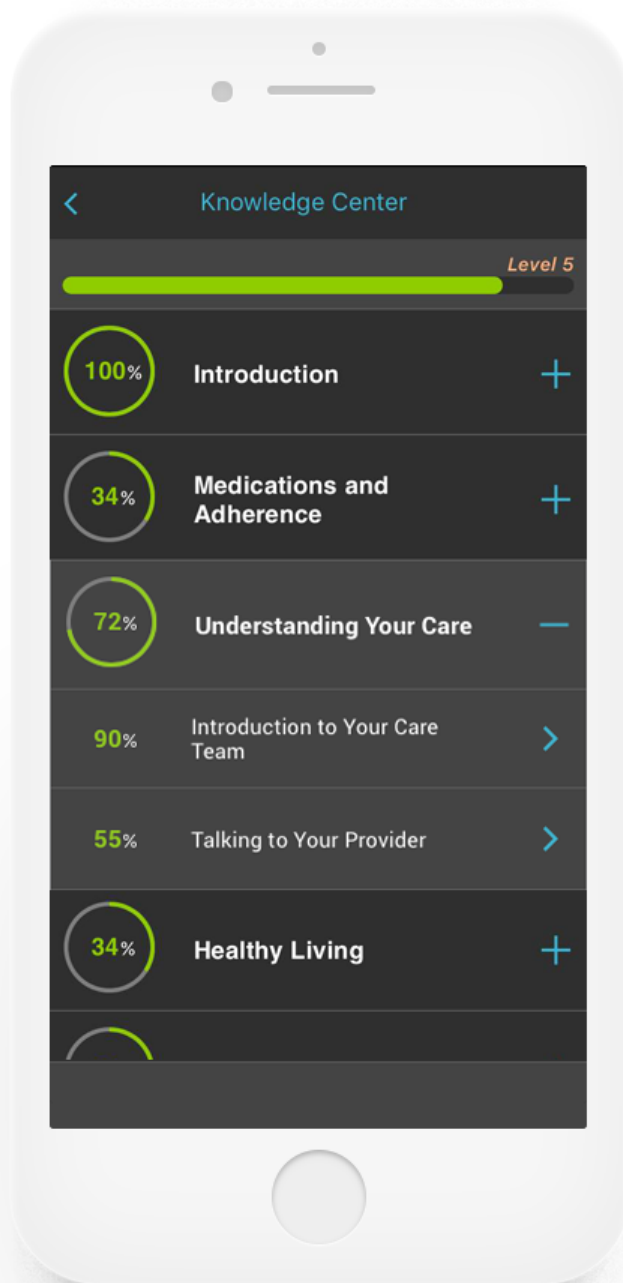 Knowledge Center
Level 5
100%
Introduction
34%
Medications and
Adherence
72%
Understanding Your Care
90%
Introduction to Your Care
Team
55%
Talking to Your Provider
34%
Healthy Living